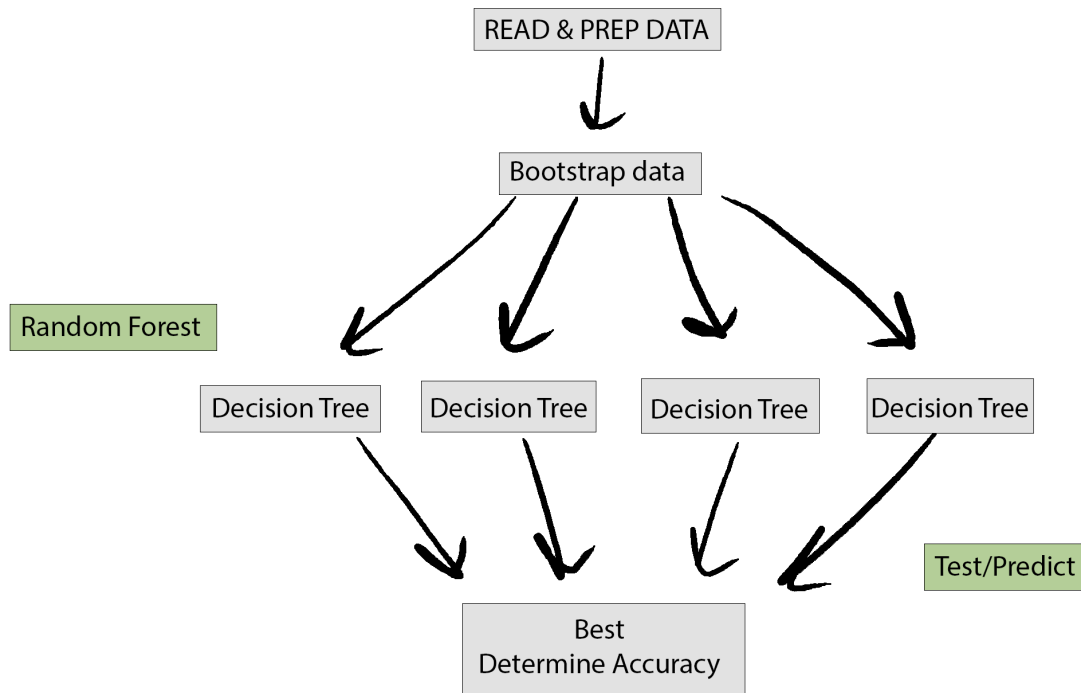 READ & PREP DATA
Bootstrap data
Random Forest
Decision Tree
Decision Tree
Decision Tree
Decision Tree
Test/Predict
Best
Determine Accuracy